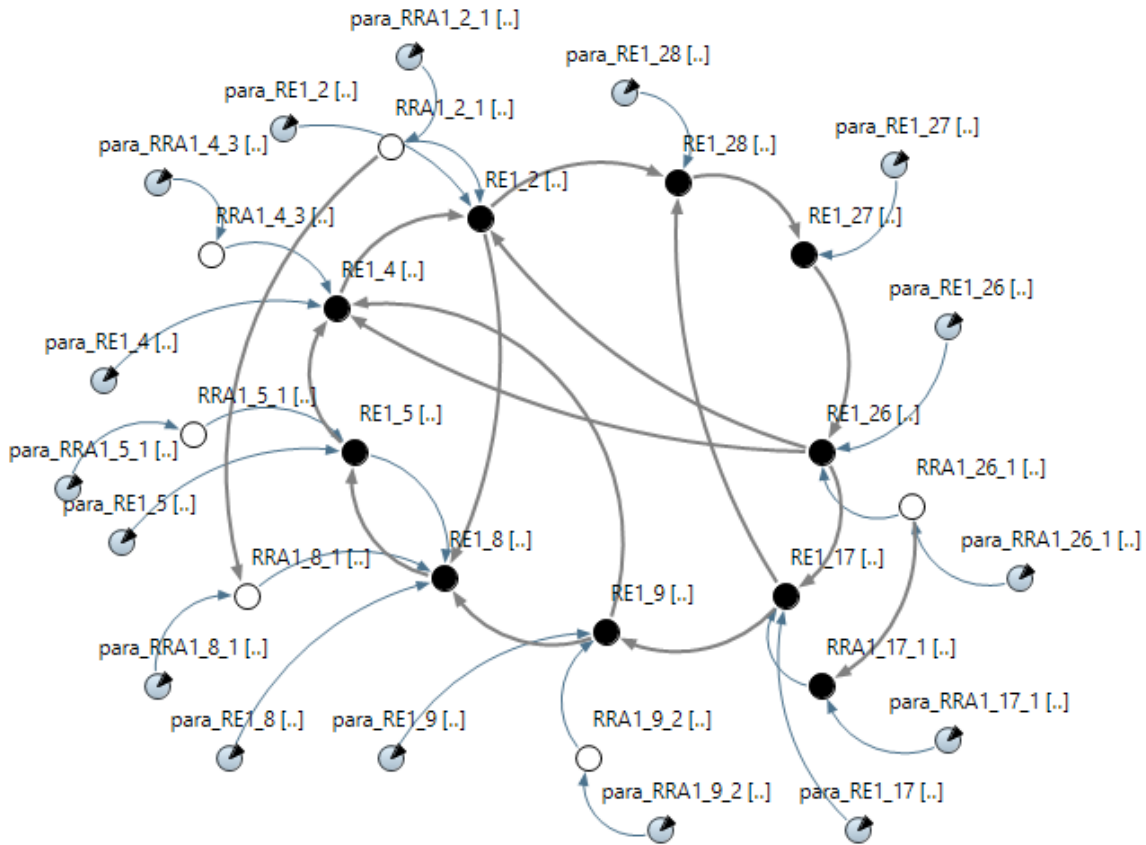 para_RRA1_2_1 [..]
para_RE1_28 [..]
para_RE1_2 [..]
RRA1_2_1 [..]
para_RE1_27 [..]
para_RRA1_4_3 [..]
RE1_28 [..]
RE1_2 [..]
RRA1_4_3 [..]
RE1_27 [..]
RE1_4 [..]
para_RE1_26 [..]
para_RE1_4 [..]
RRA1_5_1 [..]
RE1_5 [..]
RE1_26 [..]
para_RRA1_5_1 [..]
RRA1_26_1 [..]
para_RE1_5 [..]
RE1_8 [..]
para_RRA1_26_1 [..]
RRA1_8_1 [..]
RE1_17 [..]
RE1_9 [..]
para_RRA1_8_1 [..]
RRA1_17_1 [..]
para_RRA1_17_1 [..]
para_RE1_8 [..]
para_RE1_9 [..]
RRA1_9_2 [..]
para_RRA1_9_2 [..]
para_RE1_17 [..]